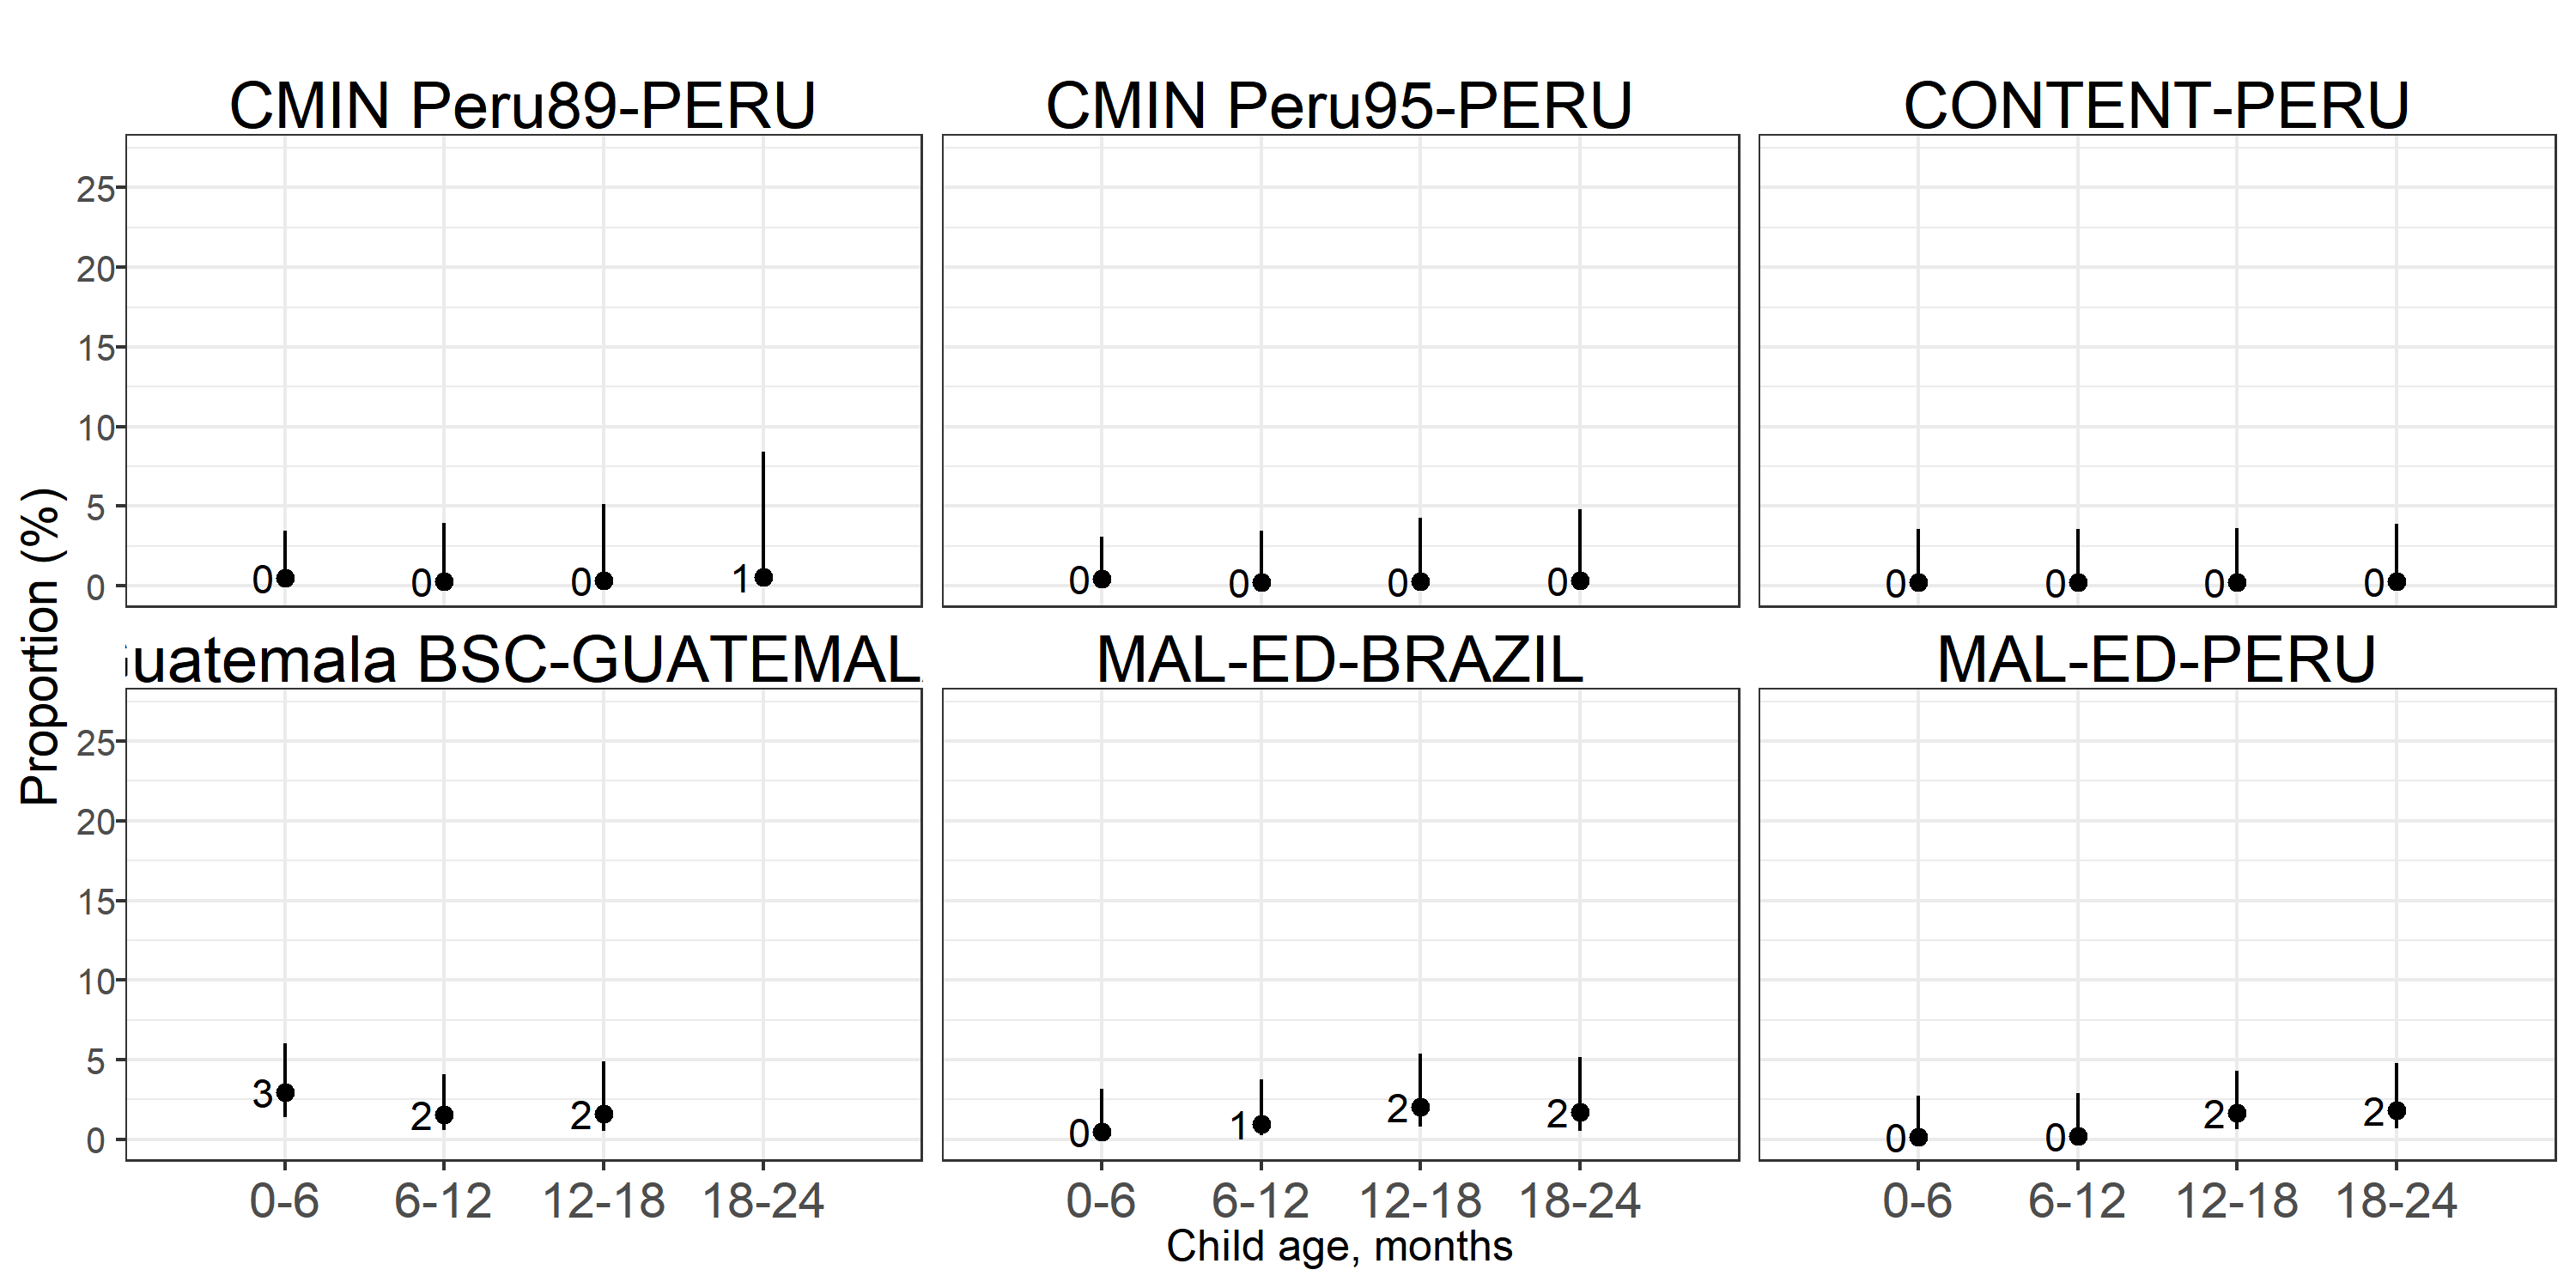 CMIN Peru89-PERU
CMIN Peru95-PERU
CONTENT-PERU
25
20
15
10
5
0
0 0 0 1
0 0 0 0
0 0 0 0
Proportion (%)
uatemala BSC-GUATEMAL
MAL-ED-BRAZIL
MAL-ED-PERU
25
20
15
10
5
0
3 2 2
0 1 2 2
0 0 2 2
0-6 6-12 12-18 18-24
0-6 6-12 12-18 18-24
0-6 6-12 12-18 18-24
Child age, months